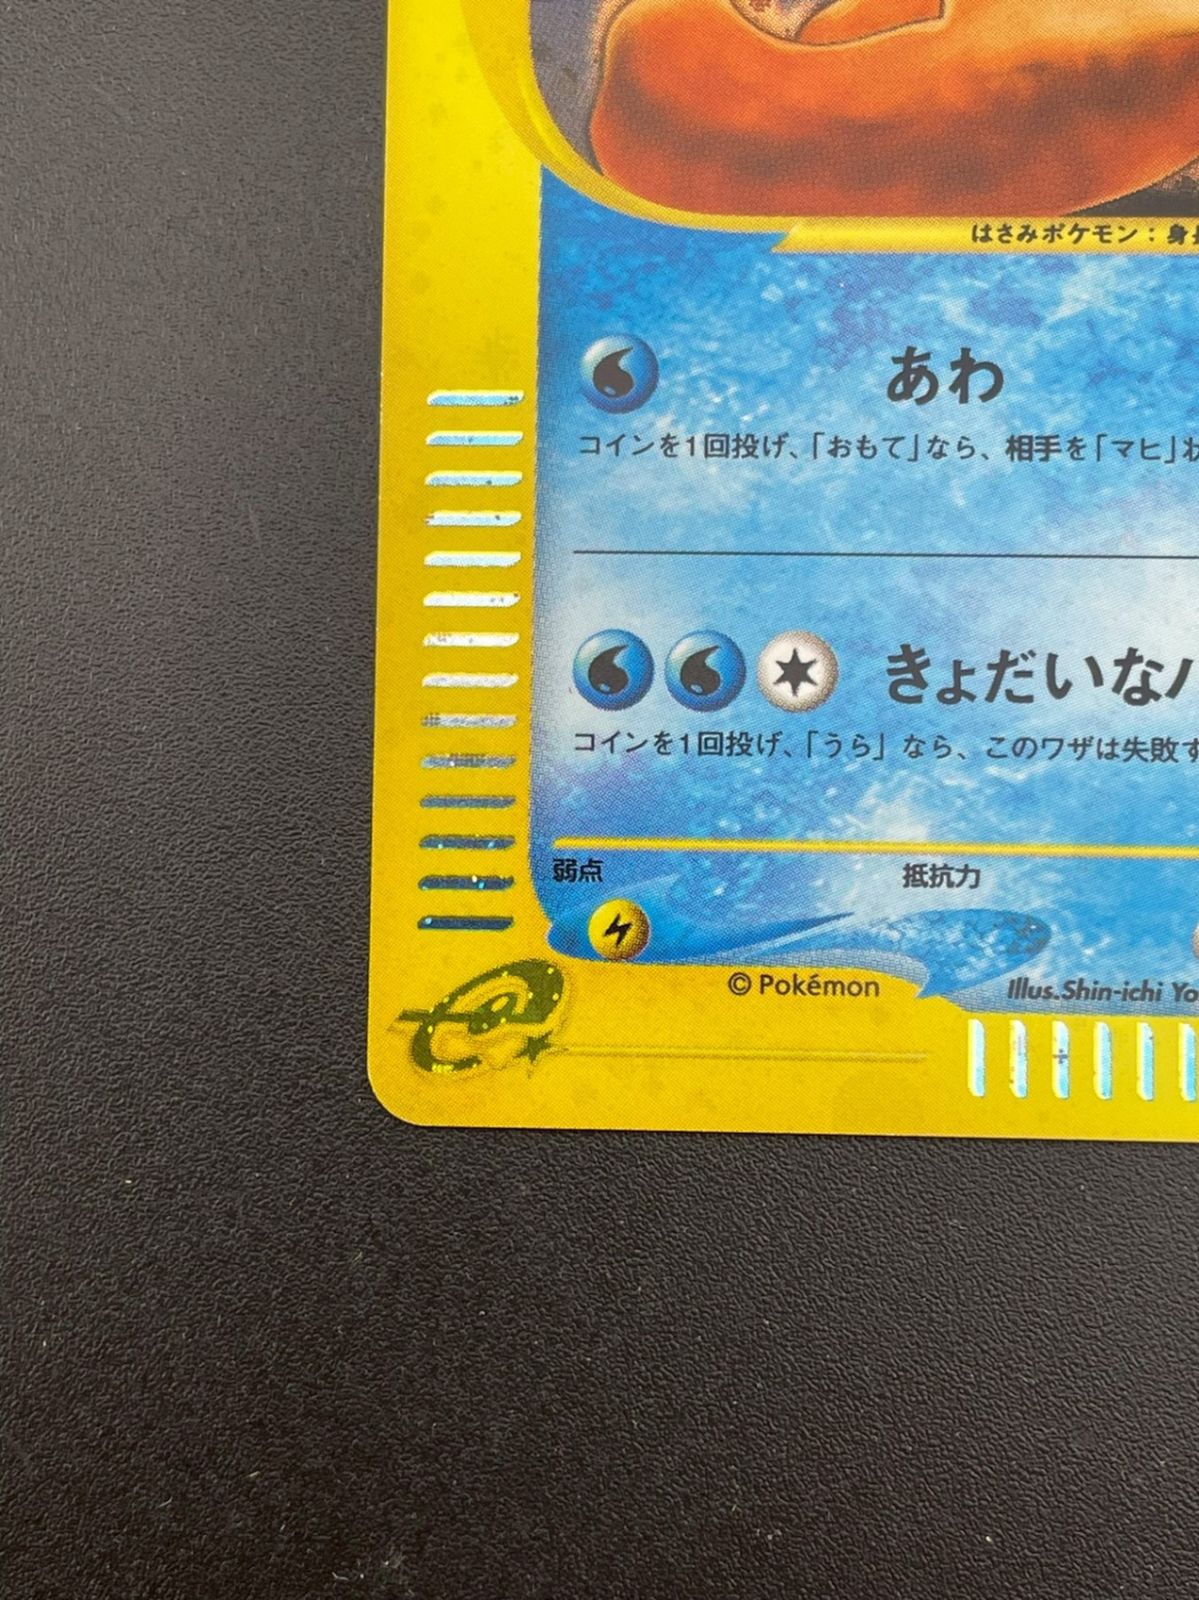 はさみポケモン：身長
あわ
コインを1回投げ、「おもて」なら、相手を「マヒ」状
きょだいなハ
コインを1回投げ、「うら」なら、このワザは失敗す
弱点 抵抗力
© Pokémon Illus.Shin-ichi Yo
e